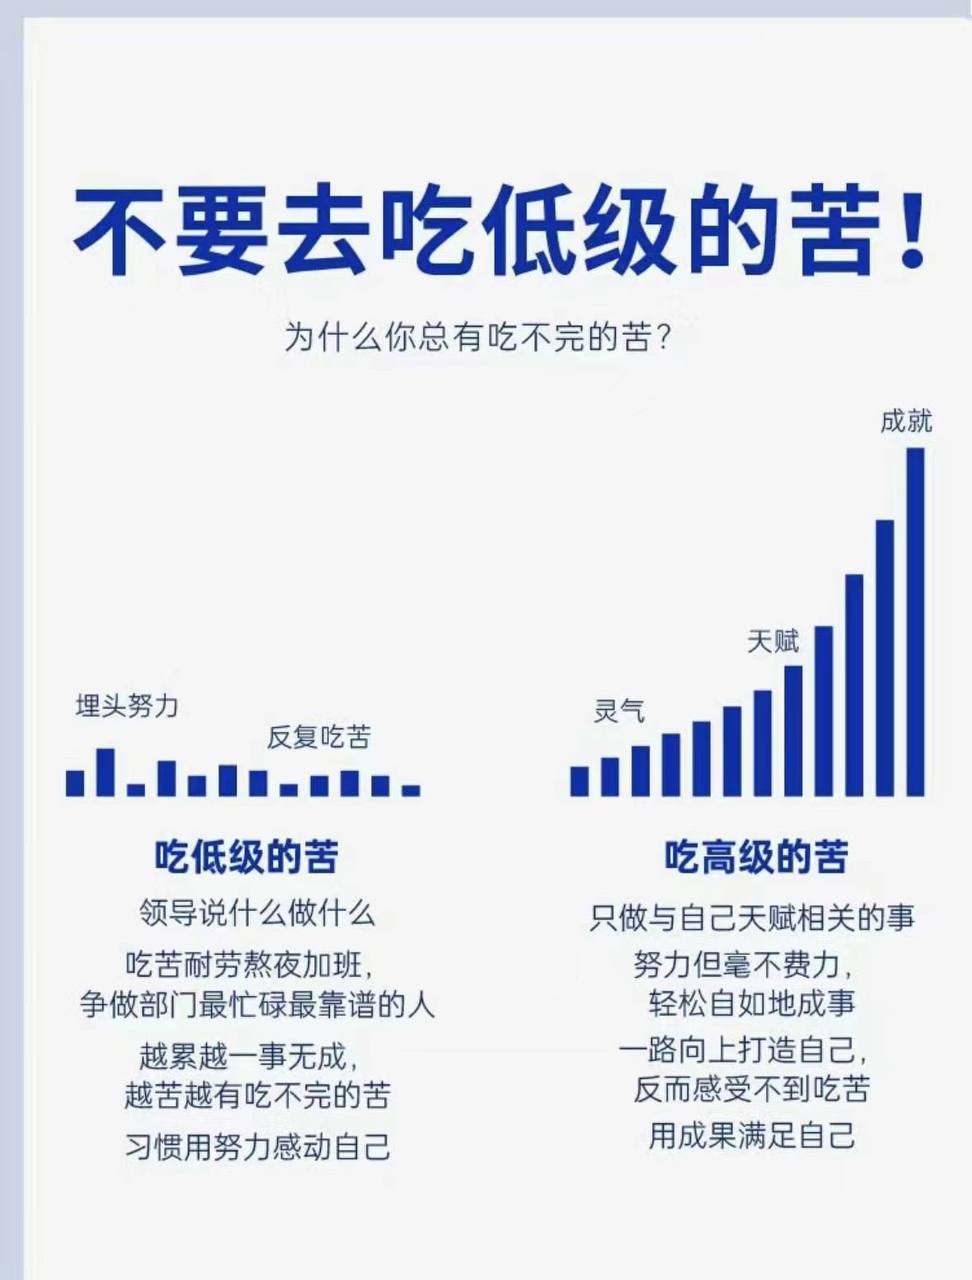 不要去吃低级的苦！
为什么你总有吃不完的苦？
埋头努力
反复吃苦
吃低级的苦
领导说什么做什么
吃苦耐劳熬夜加班，
争做部门最忙碌最靠谱的人
越累越一事无成，
越苦越有吃不完的苦
习惯用努力感动自己
成就
天赋
灵气
吃高级的苦
只做与自己天赋相关的事
努力但毫不费力，
轻松自如地成事
一路向上打造自己，
反而感受不到吃苦
用成果满足自己